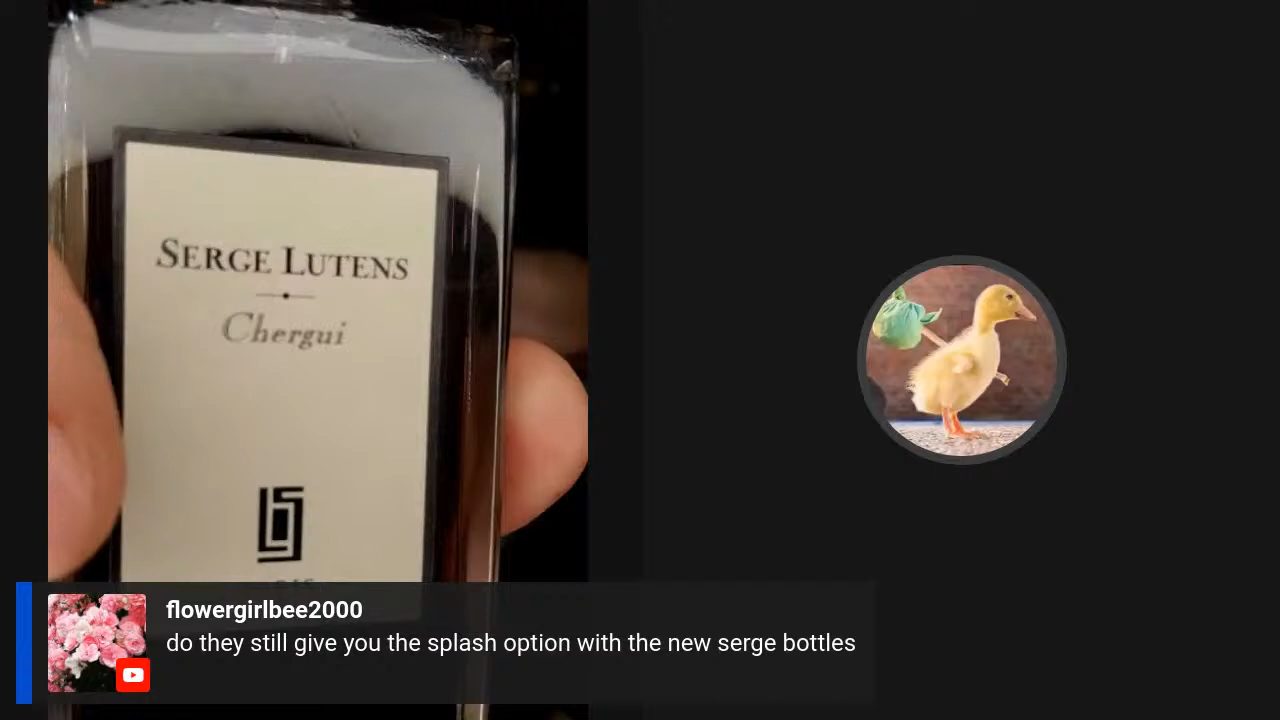 SERGE LUTENS
Chergui
flowergirlbee2000
do they still give you the splash option with the new serge bottles